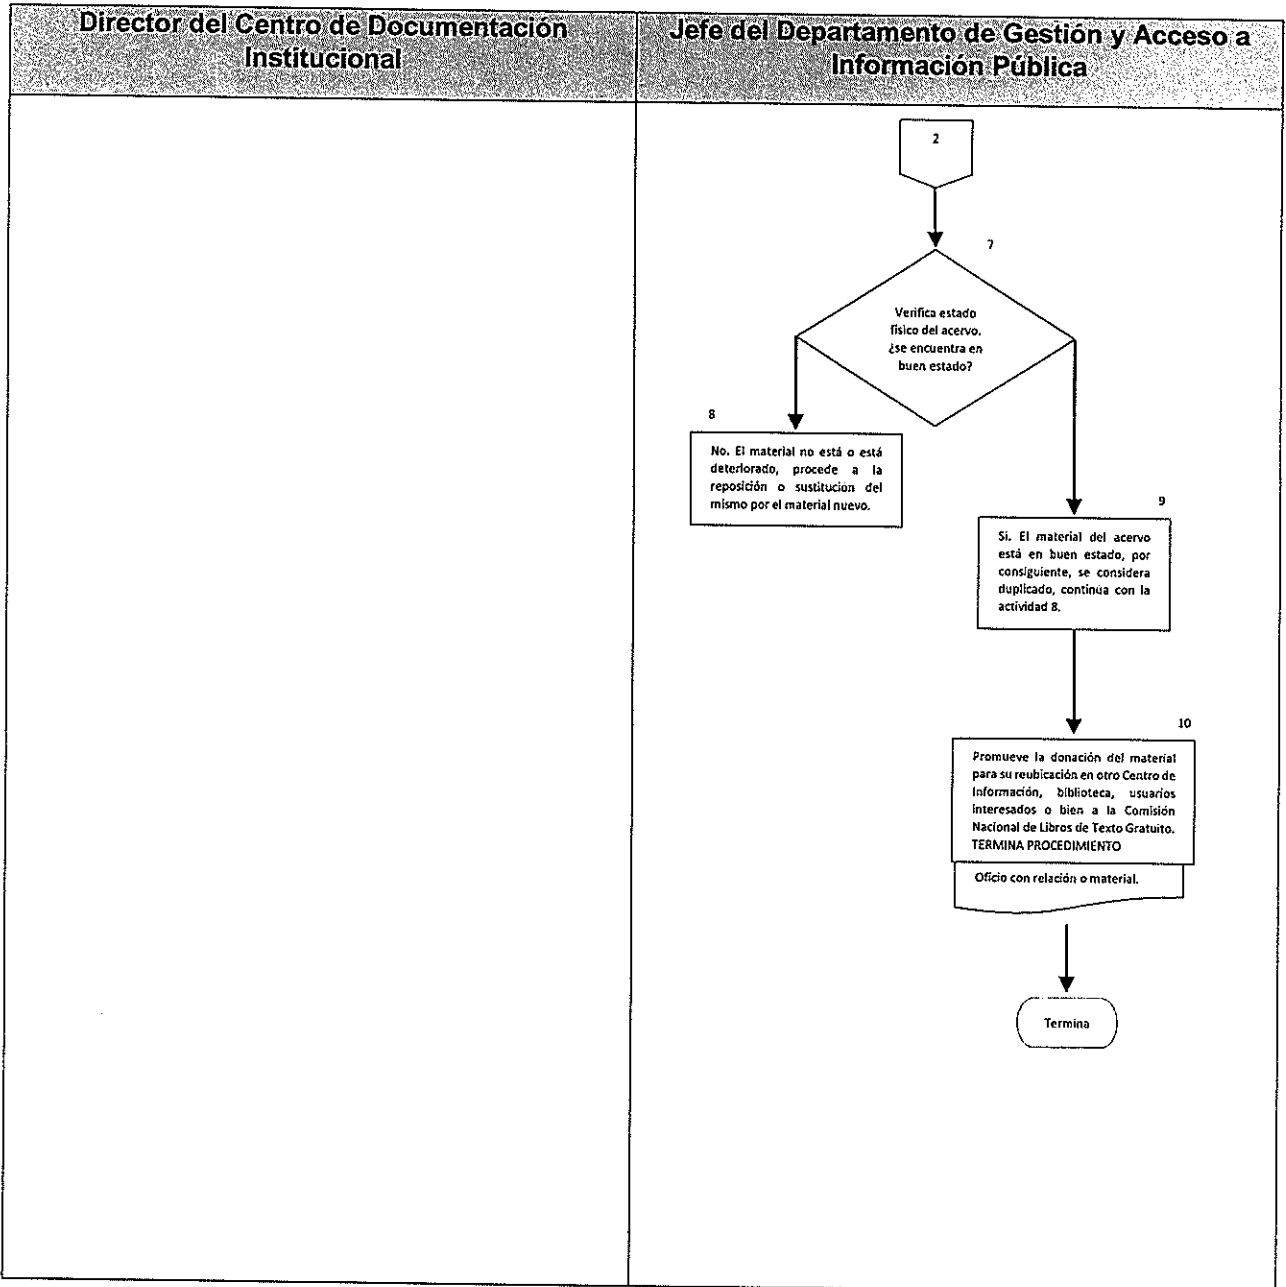 Director del Centro de Documentación
Institucional
Jefe del Departamento de Gestión y Acceso a
Información Pública
2
7
Verifica estado
físico del acervo.
¿se encuentra en
buen estado?
8
No. El material no está o está
deteriorado, procede a la
reposición o sustitución del
mismo por el material nuevo.
9
Si. El material del acervo
está en buen estado, por
consiguiente, se considera
duplicado, continúa con la
actividad 8.
10
Promueve la donación del material
para su reubicación en otro Centro de
Información, biblioteca, usuarios
interesados o bien a la Comisión
Nacional de Libros de Texto Gratuito.
TERMINA PROCEDIMIENTO
Oficio con relación o material.
Termina